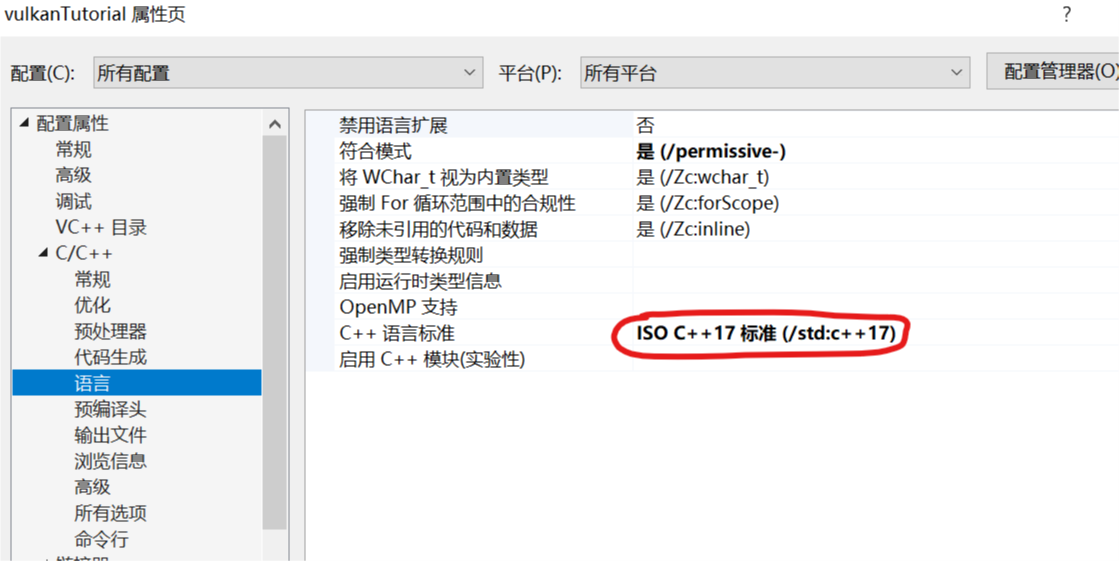 vulkanTutorial 属性页
?
配置(C): 所有配置 平台(P): 所有平台 配置管理器(O)
配置属性
常规
高级
调试
VC++ 目录
C/C++
常规
优化
预处理器
代码生成
语言
预编译头
输出文件
浏览信息
高级
所有选项
命令行
禁用语言扩展 否
符合模式 是 (/permissive-)
将 WChar_t 视为内置类型 是 (/Zc:wchar_t)
强制 For 循环范围中的合规性 是 (/Zc:forScope)
移除未引用的代码和数据 是 (/Zc:inline)
强制类型转换规则
启用运行时类型信息
OpenMP 支持
C++ 语言标准 ISO C++17 标准 (/std:c++17)
启用 C++ 模块(实验性)